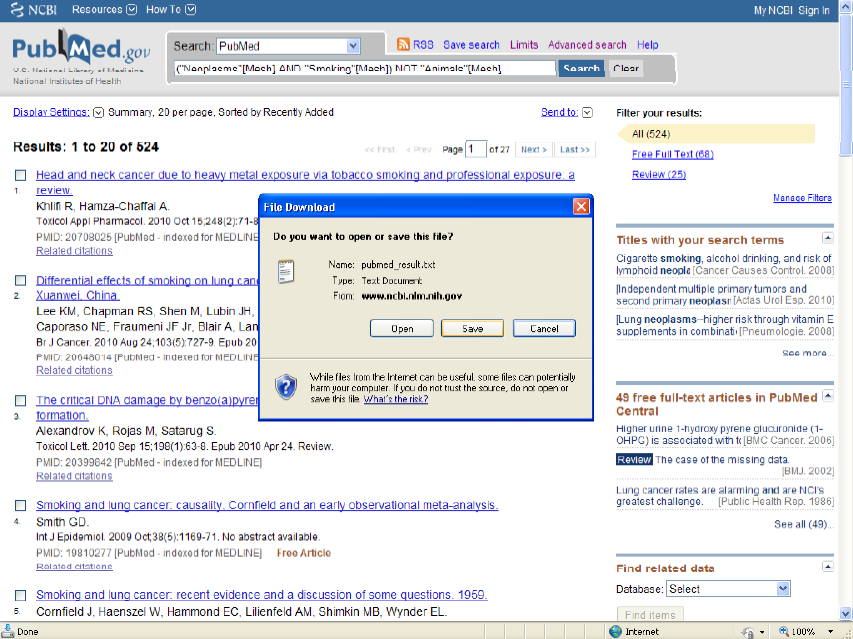 NCBI Resources How To My NCBI Sign In
PubMed.gov
U.S. National Library of Medicine
National Institutes of Health
Search: PubMed
RSS Save search Limits Advanced search Help
("Neoplasms"[Mesh] AND "Smoking"[Mesh]) NOT "Animals"[Mesh] Search Clear
Display Settings: Summary, 20 per page, Sorted by Recently Added Send to:
Results: 1 to 20 of 524
<< First < Prev Page 1 of 27 Next > Last >>
Head and neck cancer due to heavy metal exposure via tobacco smoking and professional exposure: a
1. review.
Khlifi R, Hamza-Chaffai A.
Toxicol Appl Pharmacol. 2010 Oct 15;248(2):71-8
PMID: 20708025 [PubMed - indexed for MEDLINE
Related citations
Differential effects of smoking on lung canc
2. Xuanwei, China.
Lee KM, Chapman RS, Shen M, Lubin JH,
Caporaso NE, Fraumeni JF Jr, Blair A, Lan
Br J Cancer. 2010 Aug 24;103(5):727-9. Epub 20
PMID: 20648014 [PubMed - indexed for MEDLINE
Related citations
The critical DNA damage by benzo(a)pyren
3. formation.
Alexandrov K, Rojas M, Satarug S.
Toxicol Lett. 2010 Sep 15;198(1):63-8. Epub 2010 Apr 24. Review.
PMID: 20399842 [PubMed - indexed for MEDLINE]
Related citations
Smoking and lung cancer: causality, Cornfield and an early observational meta-analysis.
4. Smith GD.
Int J Epidemiol. 2009 Oct;38(5):1169-71. No abstract available.
PMID: 19810277 [PubMed - indexed for MEDLINE] Free Article
Related citations
Smoking and lung cancer: recent evidence and a discussion of some questions. 1959.
5. Cornfield J, Haenszel W, Hammond EC, Lilienfeld AM, Shimkin MB, Wynder EL.
File Download
Do you want to open or save this file?
Name: pubmed_result.txt
Type: Text Document
From: www.ncbi.nlm.nih.gov
Open Save Cancel
While files from the Internet can be useful, some files can potentially
harm your computer. If you do not trust the source, do not open or
save this file. What's the risk?
Filter your results:
All (524)
Free Full Text (68)
Review (25)
Manage Filters
Titles with your search terms
Cigarette smoking, alcohol drinking, and risk of
lymphoid neopla [Cancer Causes Control. 2008]
[Independent multiple primary tumors and
second primary neoplasm [Actas Urol Esp. 2010]
[Lung neoplasms--higher risk through vitamin E
supplements in combinati [Pneumologie. 2008]
See more...
49 free full-text articles in PubMed
Central
Higher urine 1-hydroxy pyrene glucuronide (1-
OHPG) is associated with t [BMC Cancer. 2006]
Review The case of the missing data.
[BMJ. 2002]
Lung cancer rates are alarming and are NCI's
greatest challenge. [Public Health Rep. 1986]
See all (49)...
Find related data
Database: Select
Find items
Done Internet 100%